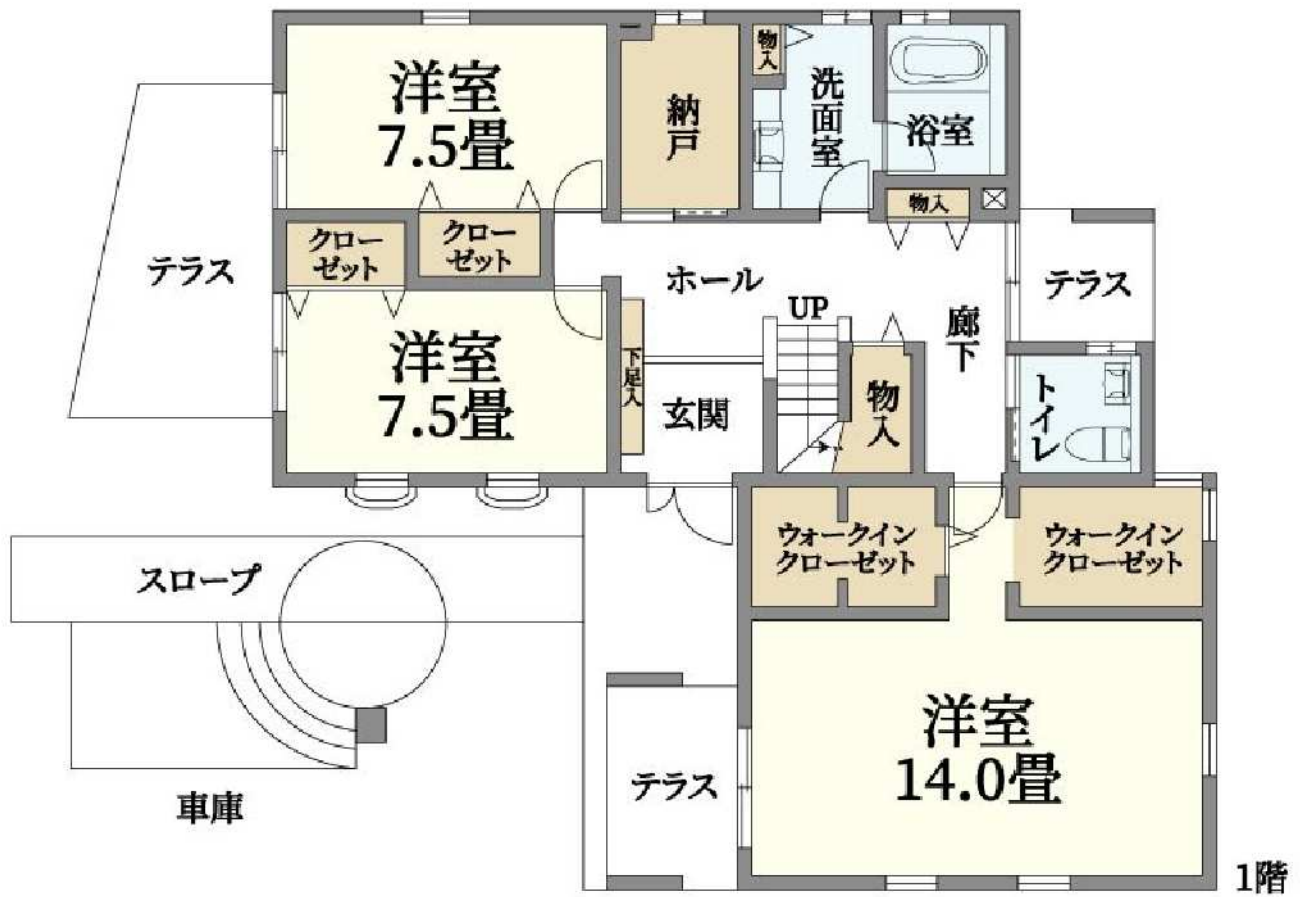 洋室
7.5畳
納戸
物入
洗面室
浴室
物入
クロー
ゼット
クロー
ゼット
テラス
ホール
UP
廊下
テラス
洋室
7.5畳
下足入
玄関
物入
トイレ
ウォークイン
クローゼット
ウォークイン
クローゼット
スロープ
洋室
14.0畳
テラス
車庫
1階